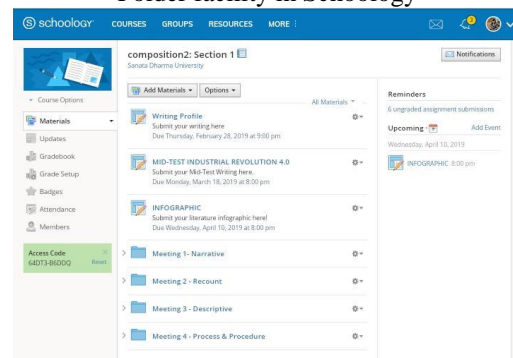 Folder facility in Schoology
schoology
COURSES GROUPS RESOURCES MORE
composition2: Section 1
Sanata Dharma University
Notifications
Course Options
Materials
Updates
Gradebook
Grade Setup
Badges
Attendance
Members
Access Code
64DT3-B6DDQ Reset
Add Materials Options
All Materials
Writing Profile
Submit your writing here
Due Thursday, February 28, 2019 at 9:00 pm
MID-TEST INDUSTRIAL REVOLUTION 4.0
Submit your Mid-Test Writing here.
Due Monday, March 18, 2019 at 8:00 pm
INFOGRAPHIC
Submit your literature infographic here!
Due Wednesday, April 10, 2019 at 8:00 pm
Meeting 1- Narrative
Meeting 2 - Recount
Meeting 3 - Descriptive
Meeting 4 - Process & Procedure
Reminders
6 ungraded assignment submissions
Upcoming Add Event
Wednesday, April 10, 2019
INFOGRAPHIC 8:00 pm